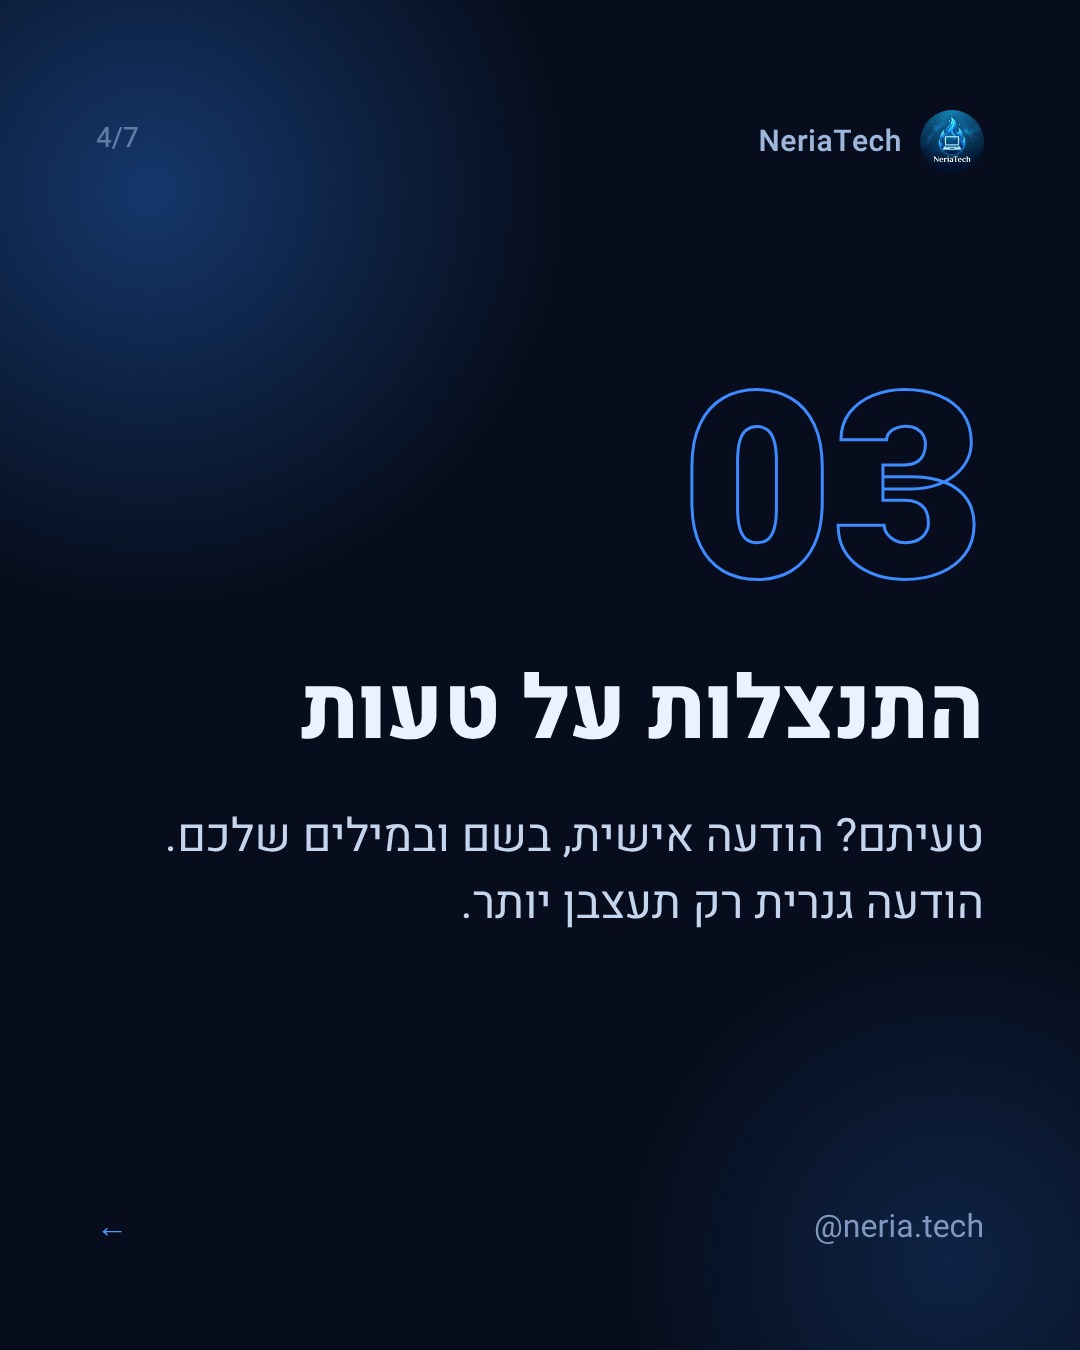 4/7
NeriaTech
NeriaTech
03
התנצלות על טעות
טעיתם? הודעה אישית, בשם ובמילים שלכם.
הודעה גנרית רק תעצבן יותר.
←
@neria.tech